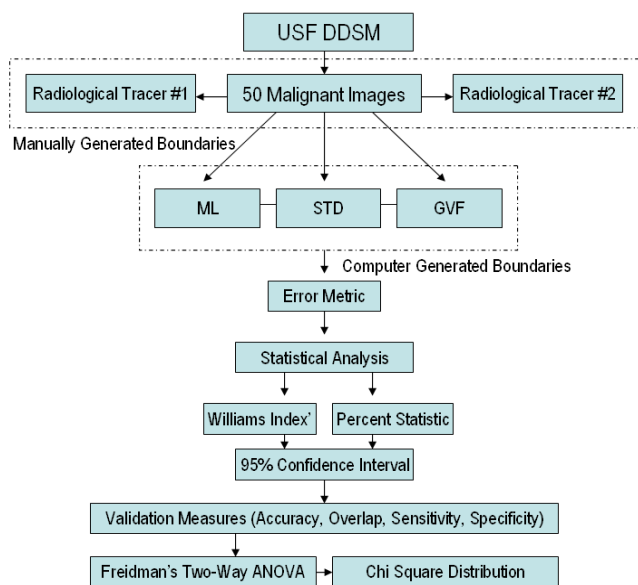 USF DDSM
Radiological Tracer #1
50 Malignant Images
Radiological Tracer #2
Manually Generated Boundaries
ML
STD
GVF
Computer Generated Boundaries
Error Metric
Statistical Analysis
Williams Index'
Percent Statistic
95% Confidence Interval
Validation Measures (Accuracy, Overlap, Sensitivity, Specificity)
Freidman's Two-Way ANOVA
Chi Square Distribution